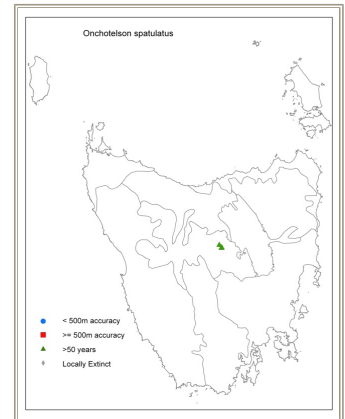 Onchotelson spatulatus
< 500m accuracy
>= 500m accuracy
>50 years
Locally Extinct